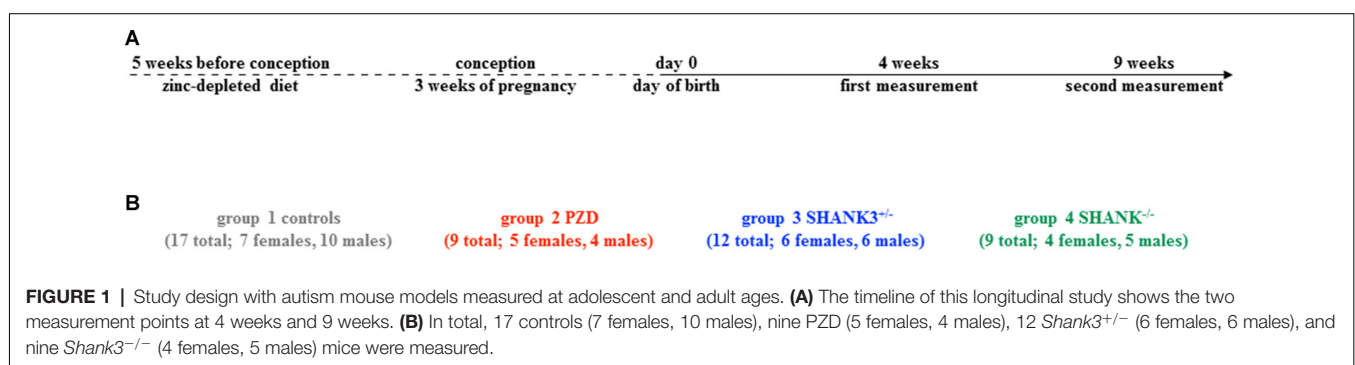 A
5 weeks before conception conception day 0 4 weeks 9 weeks
zinc-depleted diet 3 weeks of pregnancy day of birth first measurement second measurement
B
group 1 controls group 2 PZD group 3 SHANK3+/- group 4 SHANK-/-
(17 total; 7 females, 10 males) (9 total; 5 females, 4 males) (12 total; 6 females, 6 males) (9 total; 4 females, 5 males)
FIGURE 1 | Study design with autism mouse models measured at adolescent and adult ages. (A) The timeline of this longitudinal study shows the two
measurement points at 4 weeks and 9 weeks. (B) In total, 17 controls (7 females, 10 males), nine PZD (5 females, 4 males), 12 Shank3+/− (6 females, 6 males), and
nine Shank3−/− (4 females, 5 males) mice were measured.